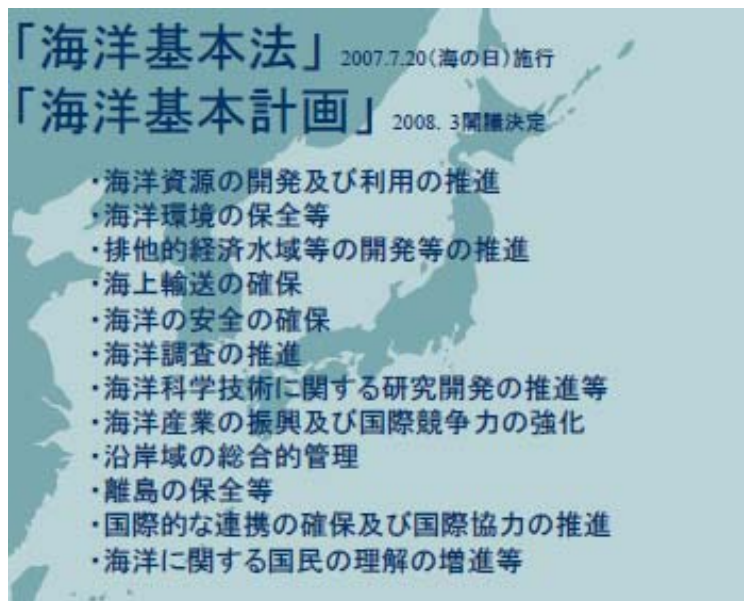 「海洋基本法」 2007.7.20(海の日)施行
「海洋基本計画」 2008. 3閣議決定
・海洋資源の開発及び利用の推進
・海洋環境の保全等
・排他的経済水域等の開発等の推進
・海上輸送の確保
・海洋の安全の確保
・海洋調査の推進
・海洋科学技術に関する研究開発の推進等
・海洋産業の振興及び国際競争力の強化
・沿岸域の総合的管理
・離島の保全等
・国際的な連携の確保及び国際協力の推進
・海洋に関する国民の理解の増進等